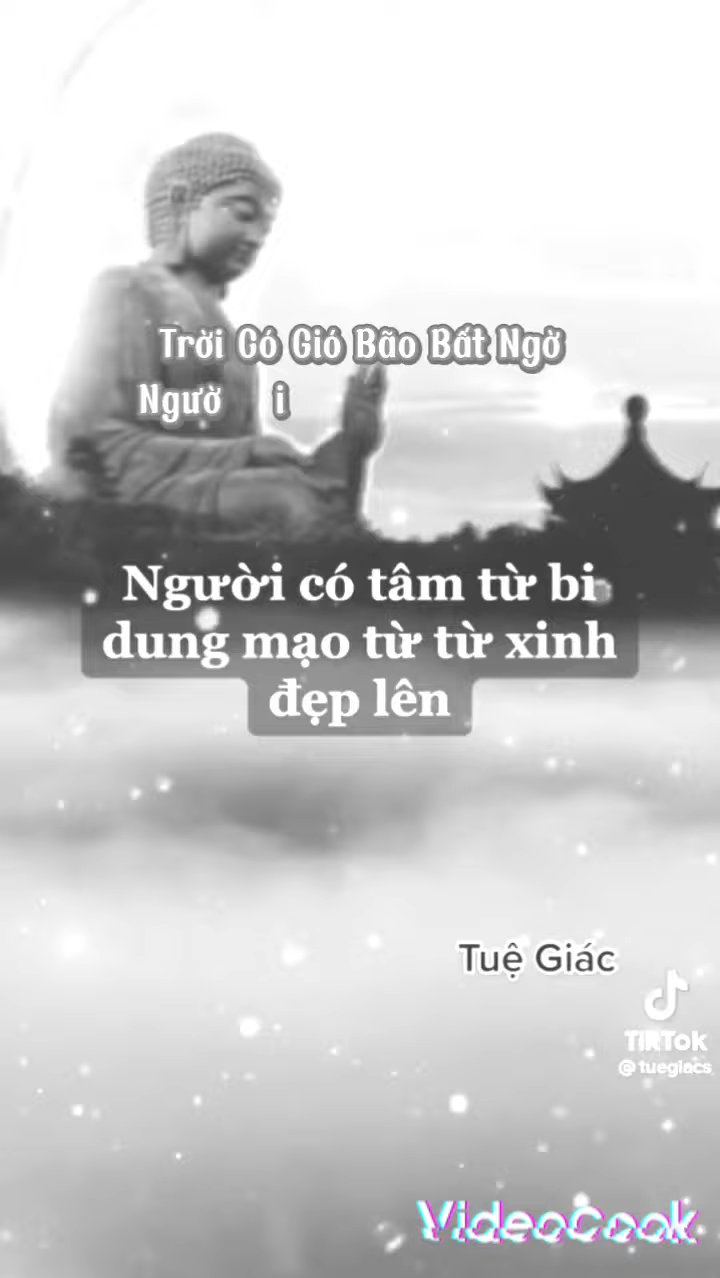 Trời Có Gió Bão Bất Ngờ
Ngườ i
Người có tâm từ bi
dung mạo từ từ xinh
đẹp lên
Tuệ Giác
TikTok
@tuegiacs
VideoCook